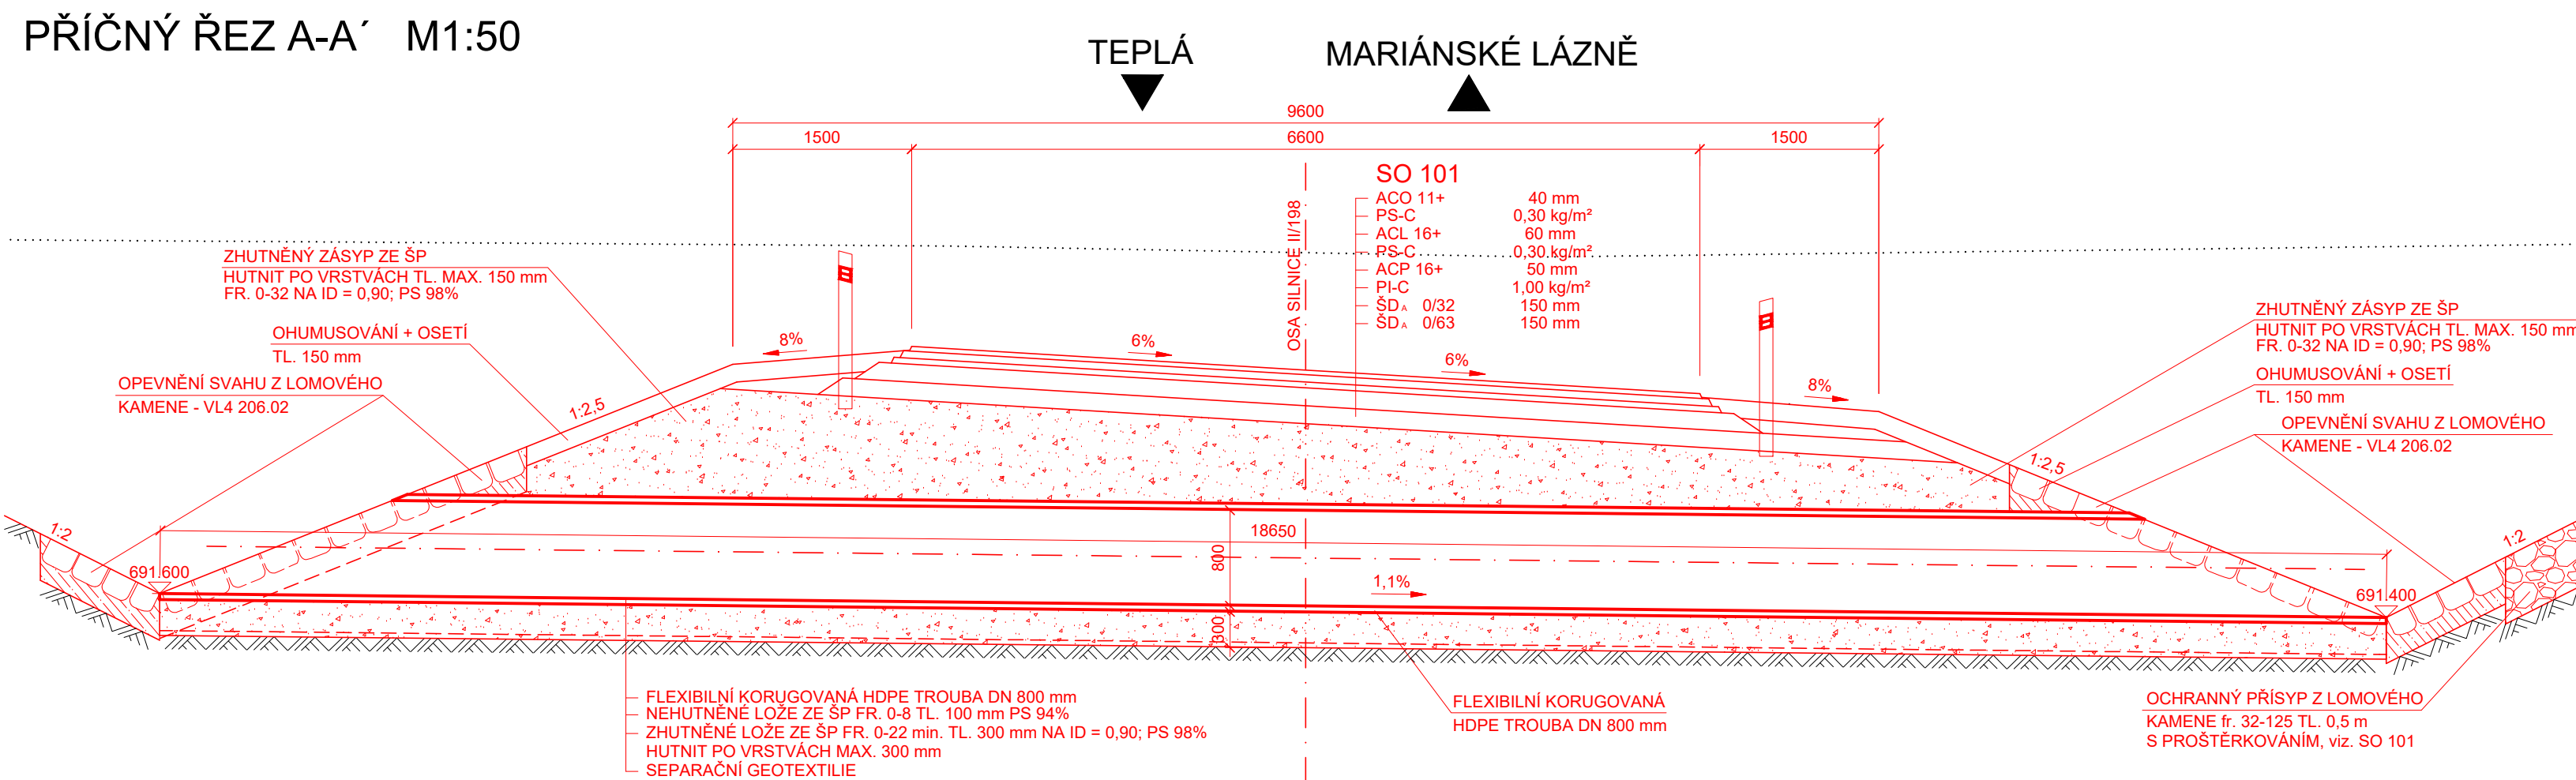 PŘÍČNÝ ŘEZ A-A´ M1:50
TEPLÁ
MARIÁNSKÉ LÁZNĚ
9600
1500
6600
1500
SO 101
ACO 11+ 40 mm
PS-C 0,30 kg/m²
ACL 16+ 60 mm
PS-C 0,30 kg/m²
ACP 16+ 50 mm
PI-C 1,00 kg/m²
ŠDA 0/32 150 mm
ŠDA 0/63 150 mm
OSA SILNICE II/198
ZHUTNĚNÝ ZÁSYP ZE ŠP
HUTNIT PO VRSTVÁCH TL. MAX. 150 mm
FR. 0-32 NA ID = 0,90; PS 98%
OHUMUSOVÁNÍ + OSETÍ
TL. 150 mm
OPEVNĚNÍ SVAHU Z LOMOVÉHO
KAMENE - VL4 206.02
8%
6%
6%
8%
1:2,5
1:2,5
ZHUTNĚNÝ ZÁSYP ZE ŠP
HUTNIT PO VRSTVÁCH TL. MAX. 150 mm
FR. 0-32 NA ID = 0,90; PS 98%
OHUMUSOVÁNÍ + OSETÍ
TL. 150 mm
OPEVNĚNÍ SVAHU Z LOMOVÉHO
KAMENE - VL4 206.02
1:2
18650
800
1:2
691.600
1,1%
691.400
300
FLEXIBILNÍ KORUGOVANÁ HDPE TROUBA DN 800 mm
NEHUTNĚNÉ LOŽE ZE ŠP FR. 0-8 TL. 100 mm PS 94%
ZHUTNĚNÉ LOŽE ZE ŠP FR. 0-22 min. TL. 300 mm NA ID = 0,90; PS 98%
HUTNIT PO VRSTVÁCH MAX. 300 mm
SEPARAČNÍ GEOTEXTILIE
FLEXIBILNÍ KORUGOVANÁ
HDPE TROUBA DN 800 mm
OCHRANNÝ PŘÍSYP Z LOMOVÉHO
KAMENE fr. 32-125 TL. 0,5 m
S PROŠTĚRKOVÁNÍM, viz. SO 101